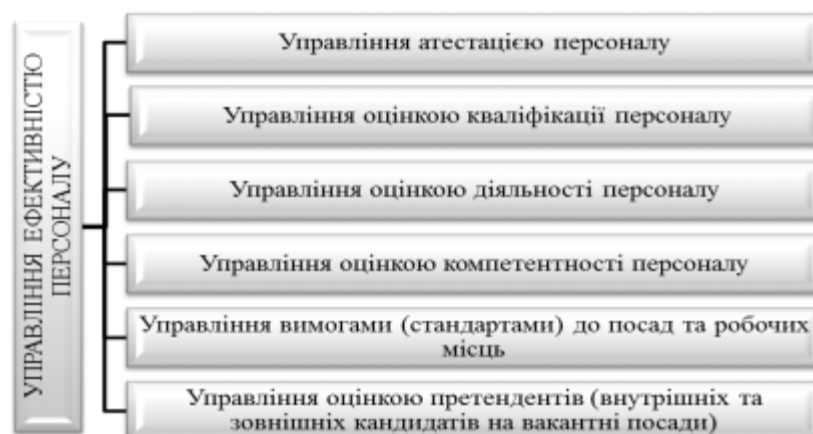 УПРАВЛІННЯ ЕФЕКТИВНІСТЮ
ПЕРСОНАЛУ
Управління атестацією персоналу
Управління оцінкою кваліфікації персоналу
Управління оцінкою діяльності персоналу
Управління оцінкою компетентності персоналу
Управління вимогами (стандартами) до посад та робочих
місць
Управління оцінкою претендентів (внутрішніх та
зовнішніх кандидатів на вакантні посади)